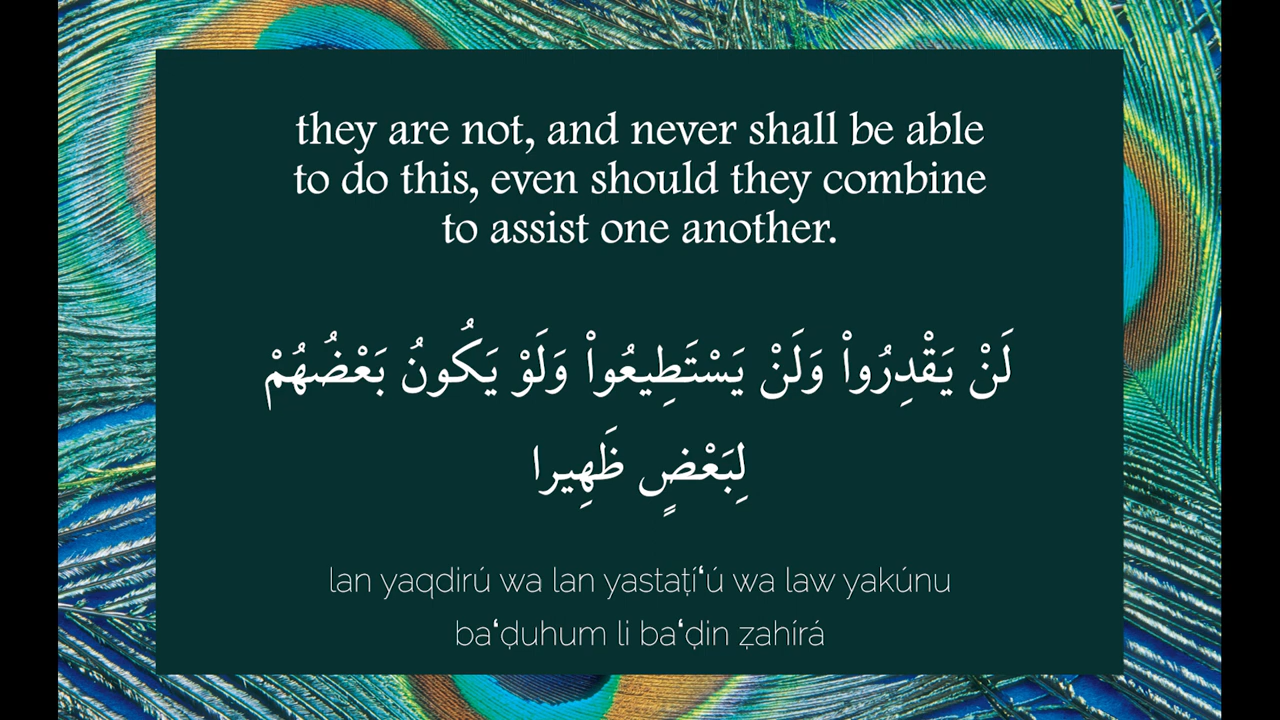 they are not, and never shall be able
to do this, even should they combine
to assist one another.
لَنْ يَقْدِرُواْ وَلَنْ يَسْتَطِيعُواْ وَلَوْ يَكُونُ بَعْضُهُمْ
لِبَعْضٍ ظَهِيرا
lan yaqdirú wa lan yastaṭí‘ú wa law yakúnu
ba‘ḍuhum li ba‘ḍin ẓahírá